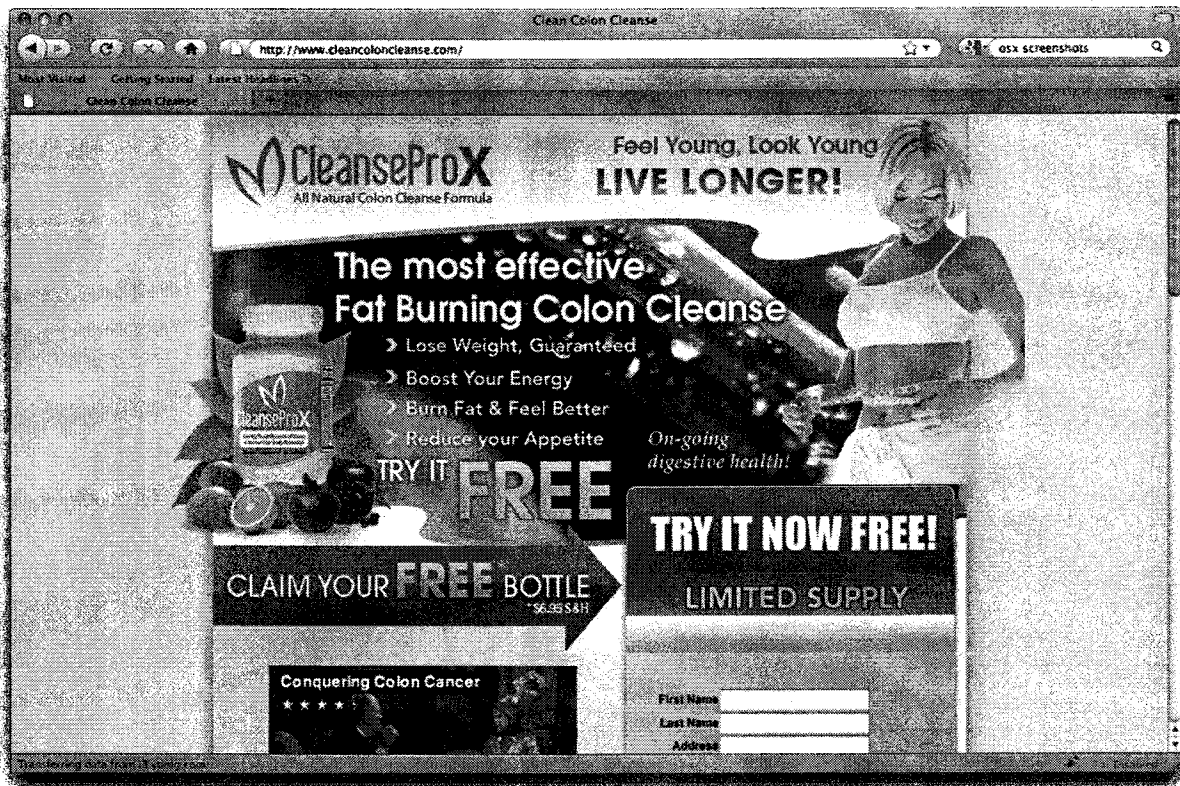 Clean Colon Cleanse
http://www.cleancoloncleanse.com/
osx screenshots
Most Visited Getting Started Latest Headlines
Clean Colon Cleanse
CleanseProX
All Natural Colon Cleanse Formula
Feel Young, Look Young
LIVE LONGER!
The most effective
Fat Burning Colon Cleanse
› Lose Weight, Guaranteed
› Boost Your Energy
› Burn Fat & Feel Better
› Reduce your Appetite
On-going
digestive health!
CleanseProX
TRY IT FREE
CLAIM YOUR FREE* BOTTLE
*$6.95 S&H
TRY IT NOW FREE!
LIMITED SUPPLY
Conquering Colon Cancer
First Name
Last Name
Address
Transferring data from